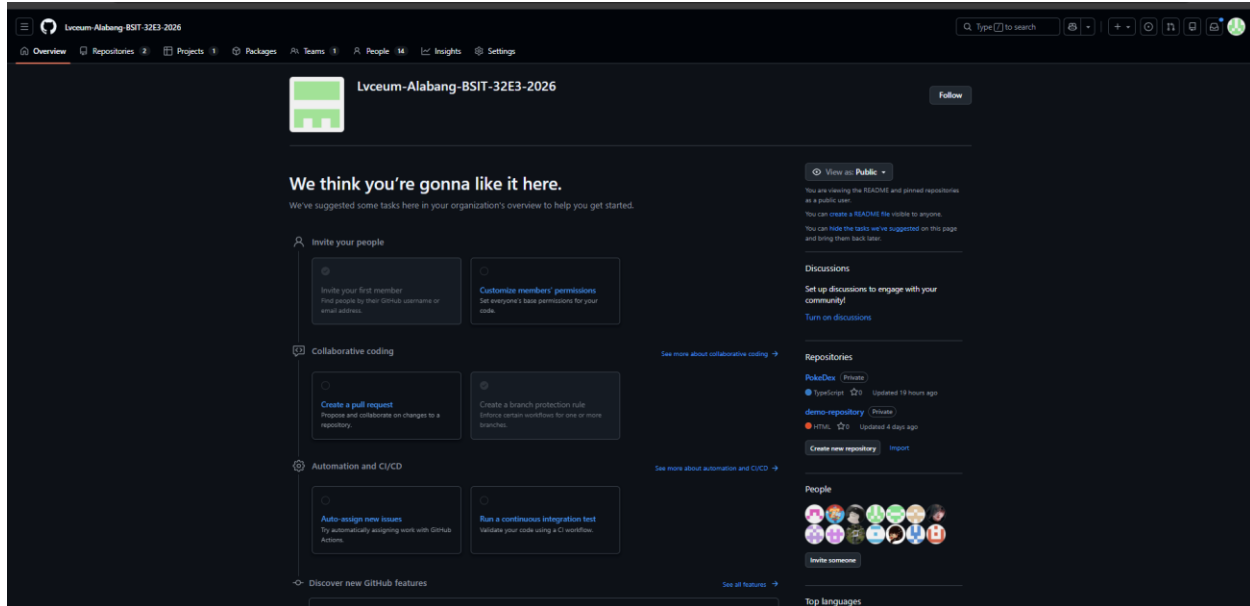 Lvceum-Alabang-BSIT-32E3-2026
Type / to search
Overview
Repositories 2
Projects 1
Packages
Teams 1
People 14
Insights
Settings
Lvceum-Alabang-BSIT-32E3-2026
Follow
We think you're gonna like it here.
We've suggested some tasks here in your organization's overview to help you get started.
Invite your people
Invite your first member
Find people by their GitHub username or
email address.
Customize members' permissions
Set everyone's base permissions for your
code.
Collaborative coding
See more about collaborative coding →
Create a pull request
Propose and collaborate on changes to a
repository.
Create a branch protection rule
Enforce certain workflows for one or more
branches.
Automation and CI/CD
See more about automation and CI/CD →
Auto-assign new issues
Try automatically assigning work with GitHub
Actions.
Run a continuous integration test
Validate your code using a CI workflow.
Discover new GitHub features
See all features →
View as: Public
You are viewing the README and pinned repositories
as a public user.
You can create a README file visible to anyone.
You can hide the tasks we've suggested on this page
and bring them back later.
Discussions
Set up discussions to engage with your
community!
Turn on discussions
Repositories
PokeDex Private
TypeScript 0 Updated 19 hours ago
demo-repository Private
HTML 0 Updated 4 days ago
Create new repository Import
People
Invite someone
Top languages